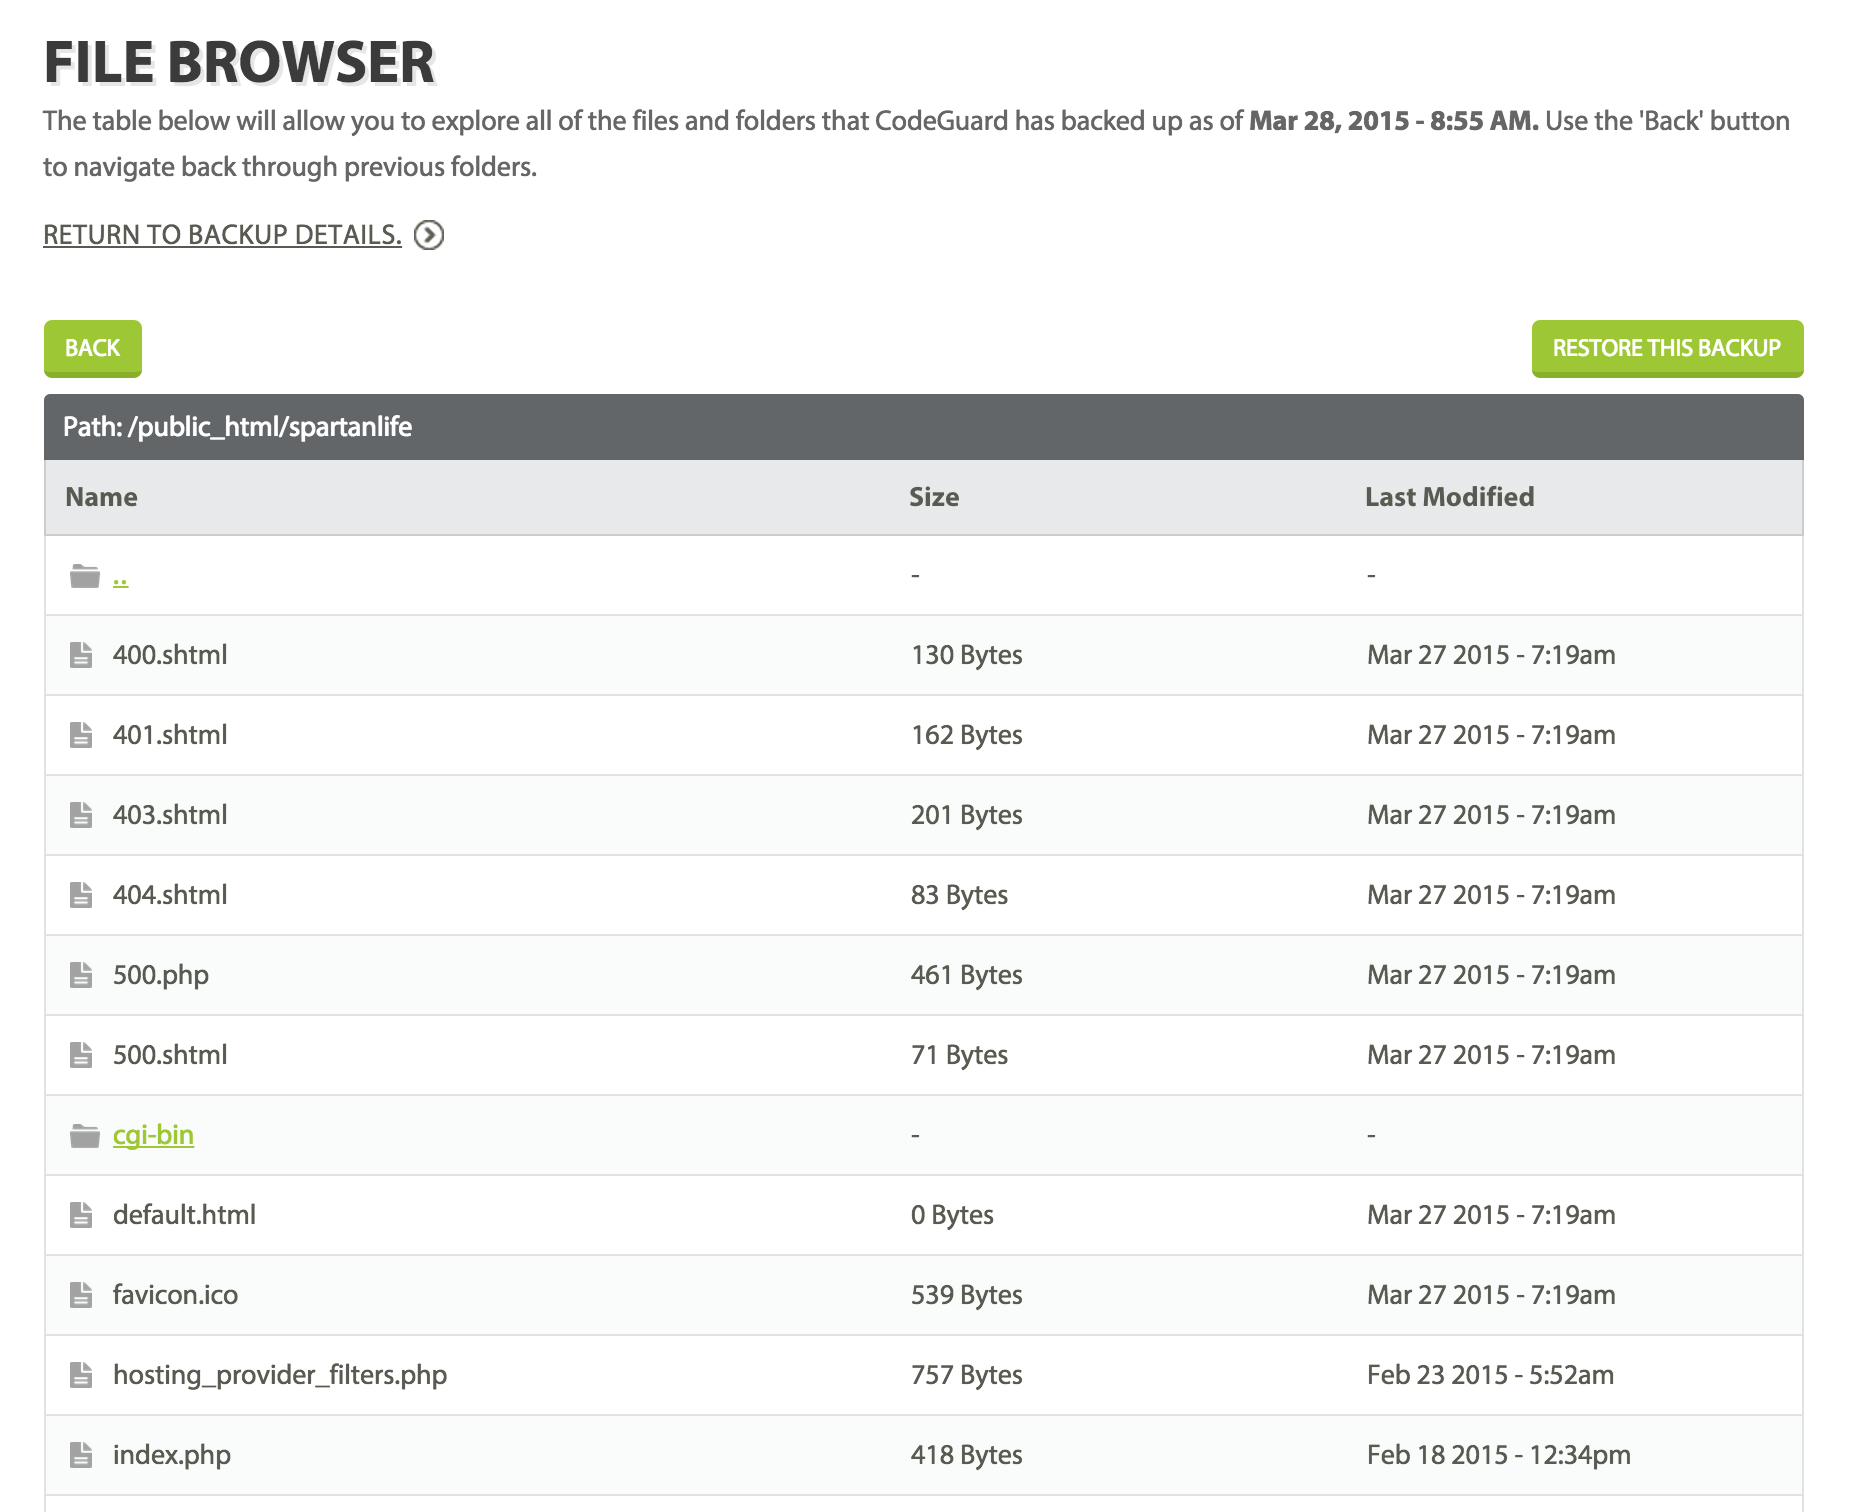 FILE BROWSER
The table below will allow you to explore all of the files and folders that CodeGuard has backed up as of Mar 28, 2015 - 8:55 AM. Use the 'Back' button
to navigate back through previous folders.
RETURN TO BACKUP DETAILS.
BACK RESTORE THIS BACKUP
Path: /public_html/spartanlife
Name Size Last Modified
.. - -
400.shtml 130 Bytes Mar 27 2015 - 7:19am
401.shtml 162 Bytes Mar 27 2015 - 7:19am
403.shtml 201 Bytes Mar 27 2015 - 7:19am
404.shtml 83 Bytes Mar 27 2015 - 7:19am
500.php 461 Bytes Mar 27 2015 - 7:19am
500.shtml 71 Bytes Mar 27 2015 - 7:19am
cgi-bin - -
default.html 0 Bytes Mar 27 2015 - 7:19am
favicon.ico 539 Bytes Mar 27 2015 - 7:19am
hosting_provider_filters.php 757 Bytes Feb 23 2015 - 5:52am
index.php 418 Bytes Feb 18 2015 - 12:34pm